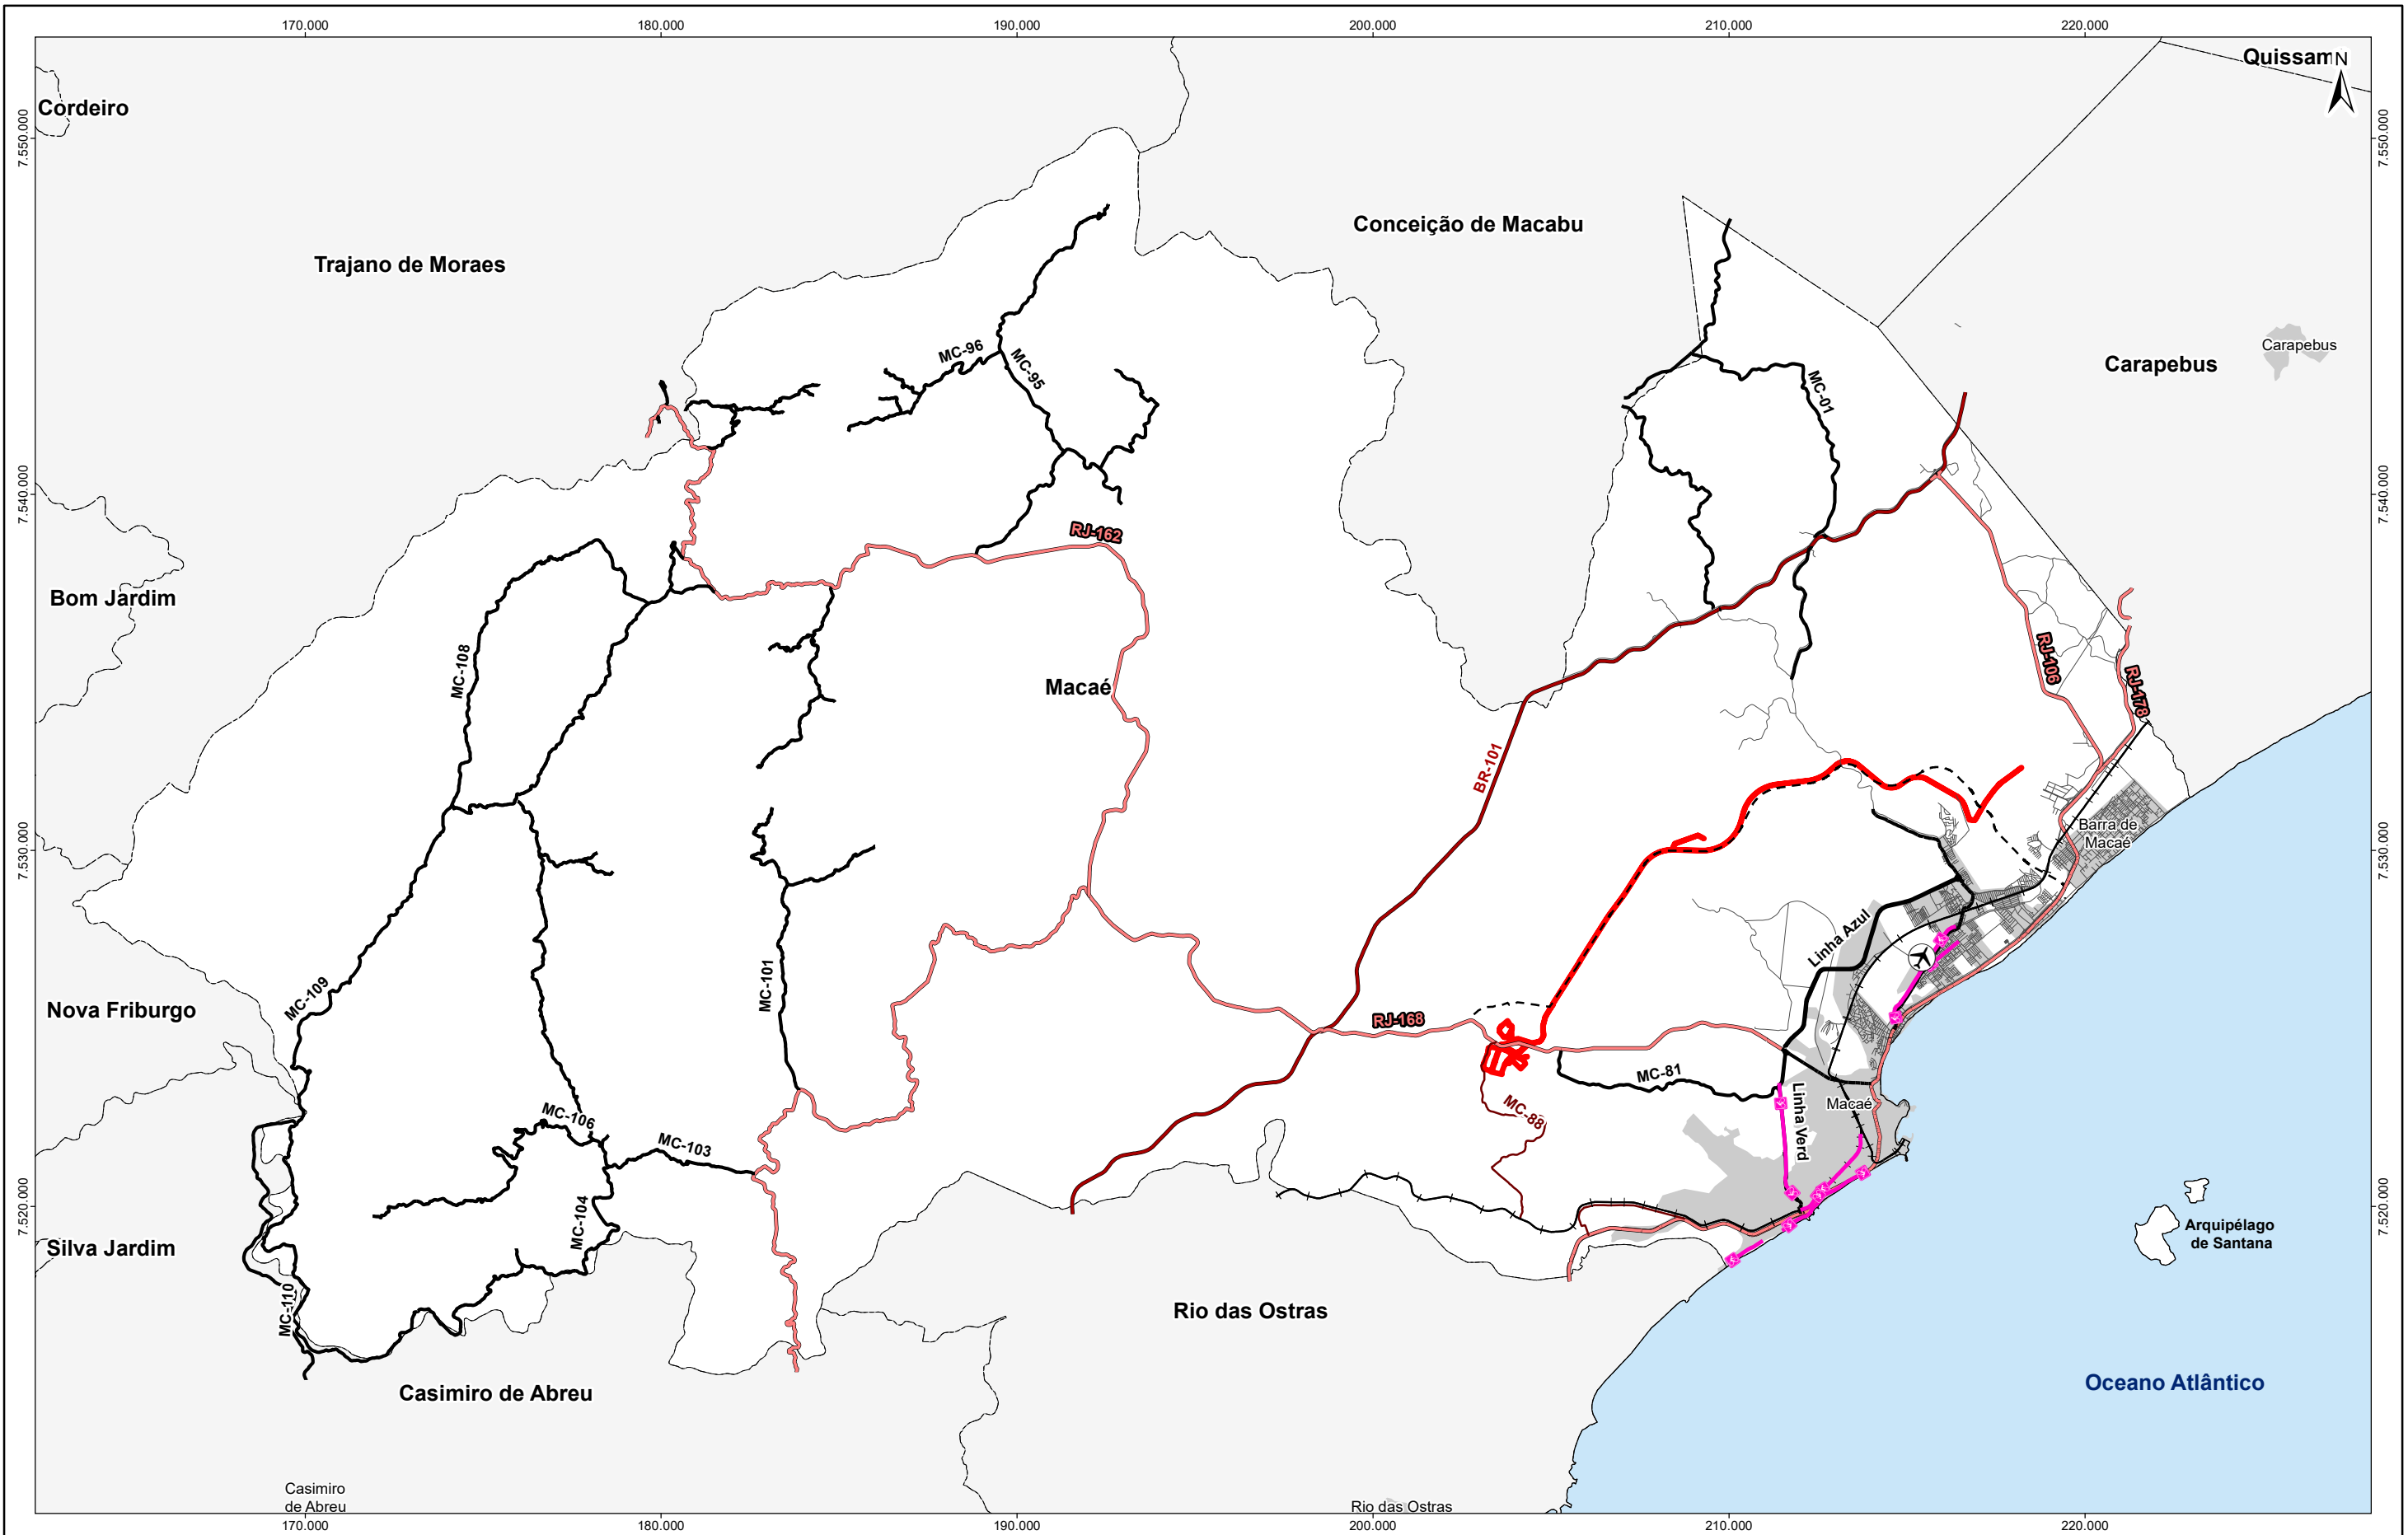 170.000
180.000
190.000
200.000
210.000
220.000
Quissam
N
Cordeiro
7.550.000
7.550.000
Conceição de Macabu
Trajano de Moraes
Carapebus
MC-96
MC-95
Carapebus
MC-01
7.540.000
7.540.000
RJ-162
Bom Jardim
MC-108
RJ-106
Macaé
RJ-178
BR-101
7.530.000
7.530.000
Barra de
Macaé
Linha Azul
MC-109
MC-101
Nova Friburgo
RJ-168
MC-81
MC-88
Linha Verd
Macaé
MC-106
MC-103
7.520.000
7.520.000
MC-104
Arquipélago
de Santana
Silva Jardim
MC-110
Rio das Ostras
Casimiro de Abreu
Oceano Atlântico
Casimiro
de Abreu
Rio das Ostras
170.000
180.000
190.000
200.000
210.000
220.000